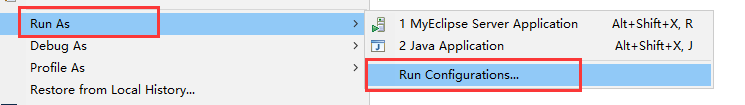 Run As
Debug As
Profile As
Restore from Local History...
1 MyEclipse Server Application Alt+Shift+X, R
2 Java Application Alt+Shift+X, J
Run Configurations...